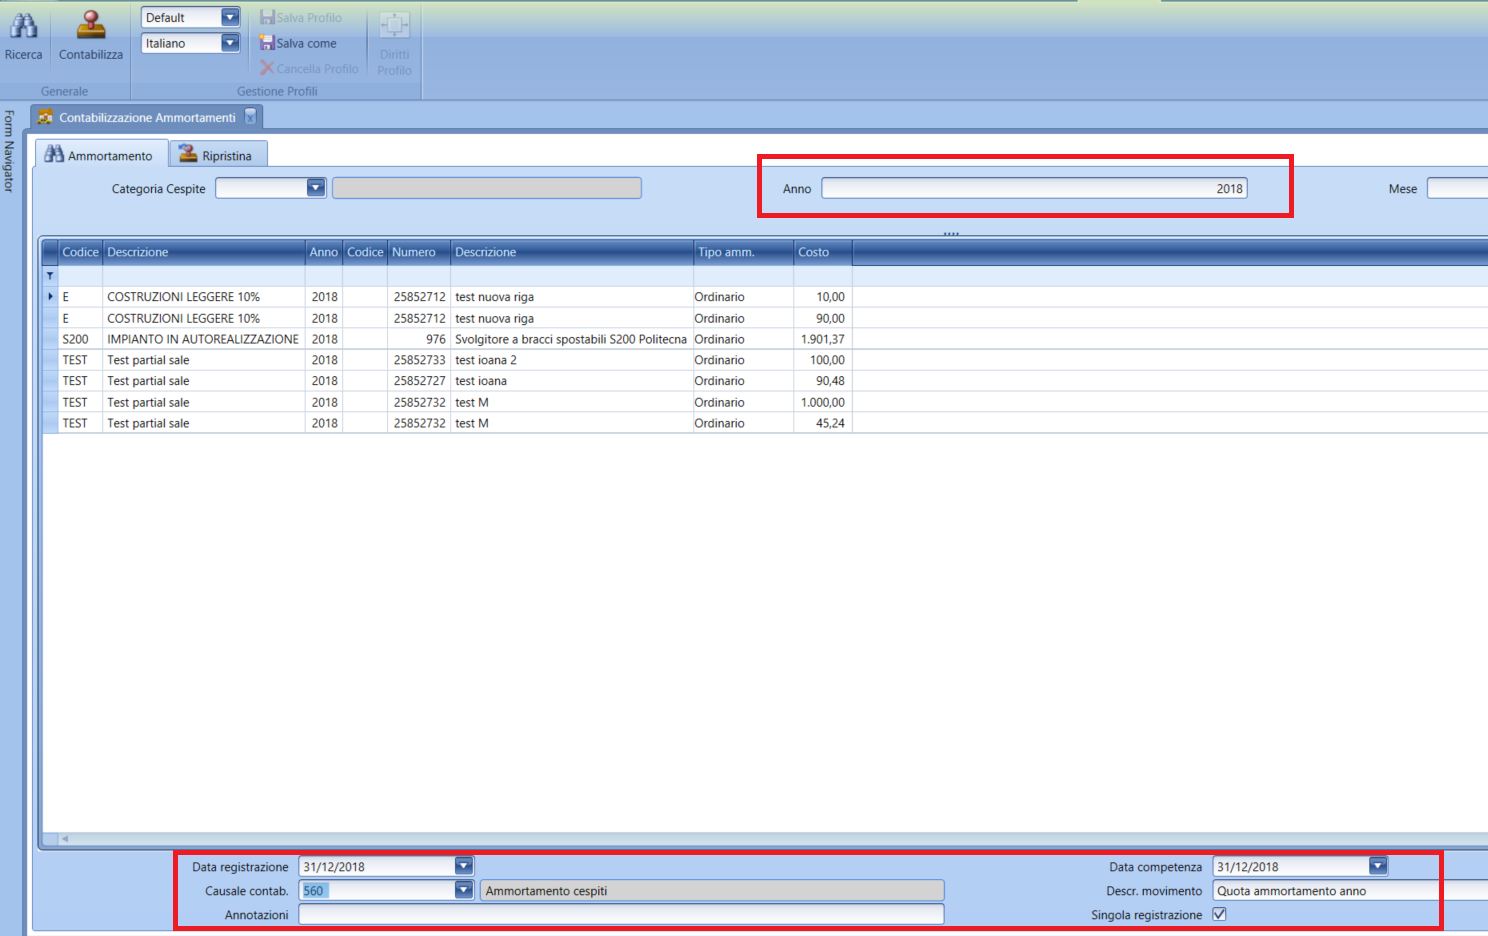 Default
Italiano
Salva Profilo
Salva come
Cancella Profilo
Diritti
Profilo
Ricerca
Contabilizza
Generale
Gestione Profili
Form Navigator
Contabilizzazione Ammortamenti
Ammortamento
Ripristina
Categoria Cespite
Anno 2018
Mese
Codice Descrizione Anno Codice Numero Descrizione Tipo amm. Costo
E COSTRUZIONI LEGGERE 10% 2018 25852712 test nuova riga Ordinario 10,00
E COSTRUZIONI LEGGERE 10% 2018 25852712 test nuova riga Ordinario 90,00
S200 IMPIANTO IN AUTOREALIZZAZIONE 2018 976 Svolgitore a bracci spostabili S200 Politecna Ordinario 1.901,37
TEST Test partial sale 2018 25852733 test ioana 2 Ordinario 100,00
TEST Test partial sale 2018 25852727 test ioana Ordinario 90,48
TEST Test partial sale 2018 25852732 test M Ordinario 1.000,00
TEST Test partial sale 2018 25852732 test M Ordinario 45,24
Data registrazione 31/12/2018 Data competenza 31/12/2018
Causale contab. 560 Ammortamento cespiti Descr. movimento Quota ammortamento anno
Annotazioni Singola registrazione